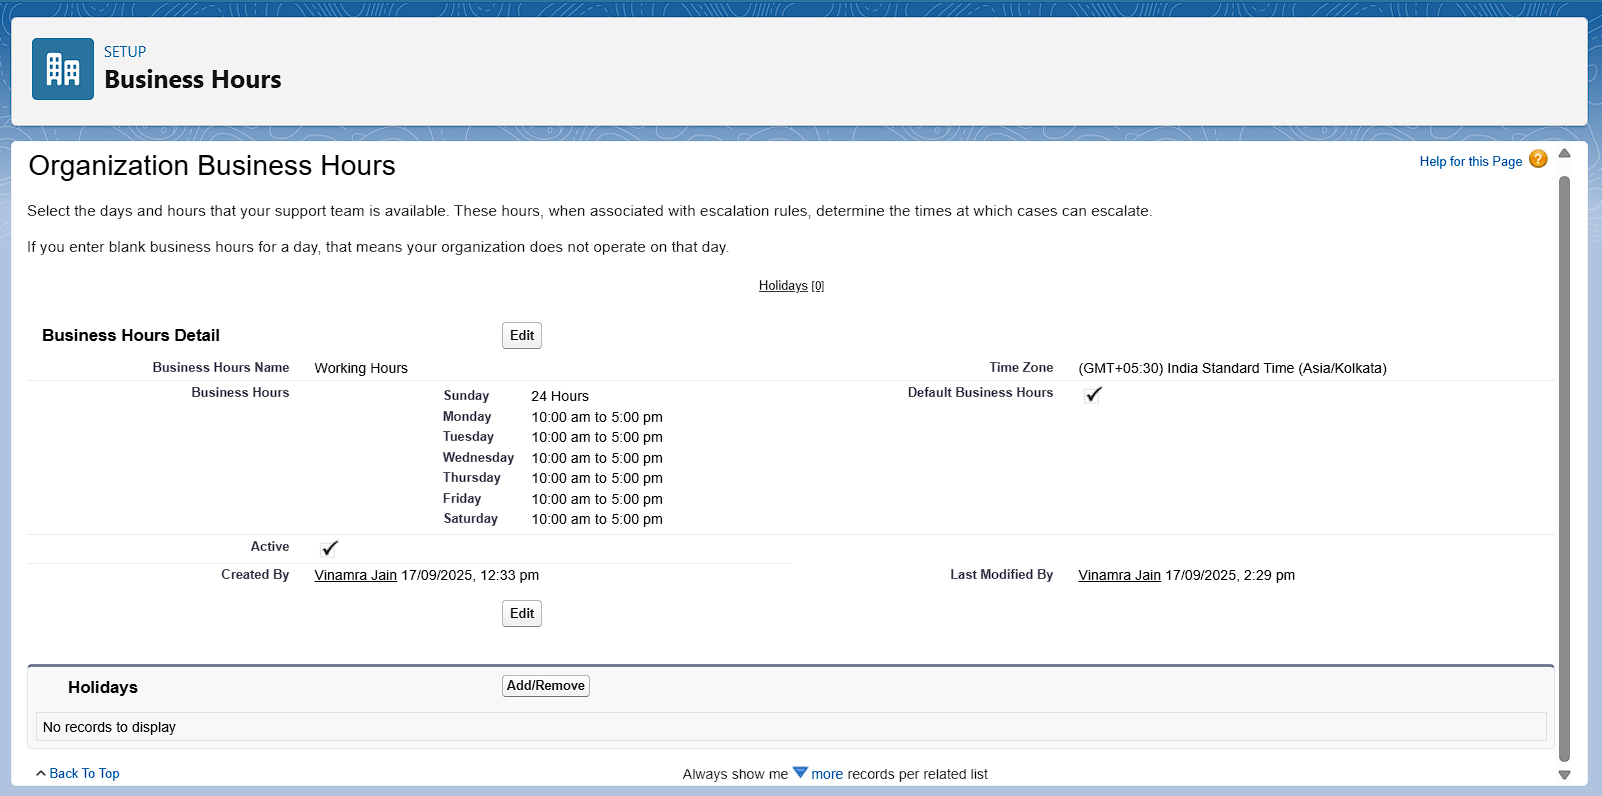 SETUP
Business Hours
Organization Business Hours
Help for this Page ?
Select the days and hours that your support team is available. These hours, when associated with escalation rules, determine the times at which cases can escalate.
If you enter blank business hours for a day, that means your organization does not operate on that day.
Holidays [0]
Business Hours Detail Edit
Business Hours Name Working Hours Time Zone (GMT+05:30) India Standard Time (Asia/Kolkata)
Business Hours Default Business Hours
Sunday 24 Hours
Monday 10:00 am to 5:00 pm
Tuesday 10:00 am to 5:00 pm
Wednesday 10:00 am to 5:00 pm
Thursday 10:00 am to 5:00 pm
Friday 10:00 am to 5:00 pm
Saturday 10:00 am to 5:00 pm
Active
Created By Vinamra Jain 17/09/2025, 12:33 pm Last Modified By Vinamra Jain 17/09/2025, 2:29 pm
Edit
Holidays Add/Remove
No records to display
Back To Top Always show me more records per related list